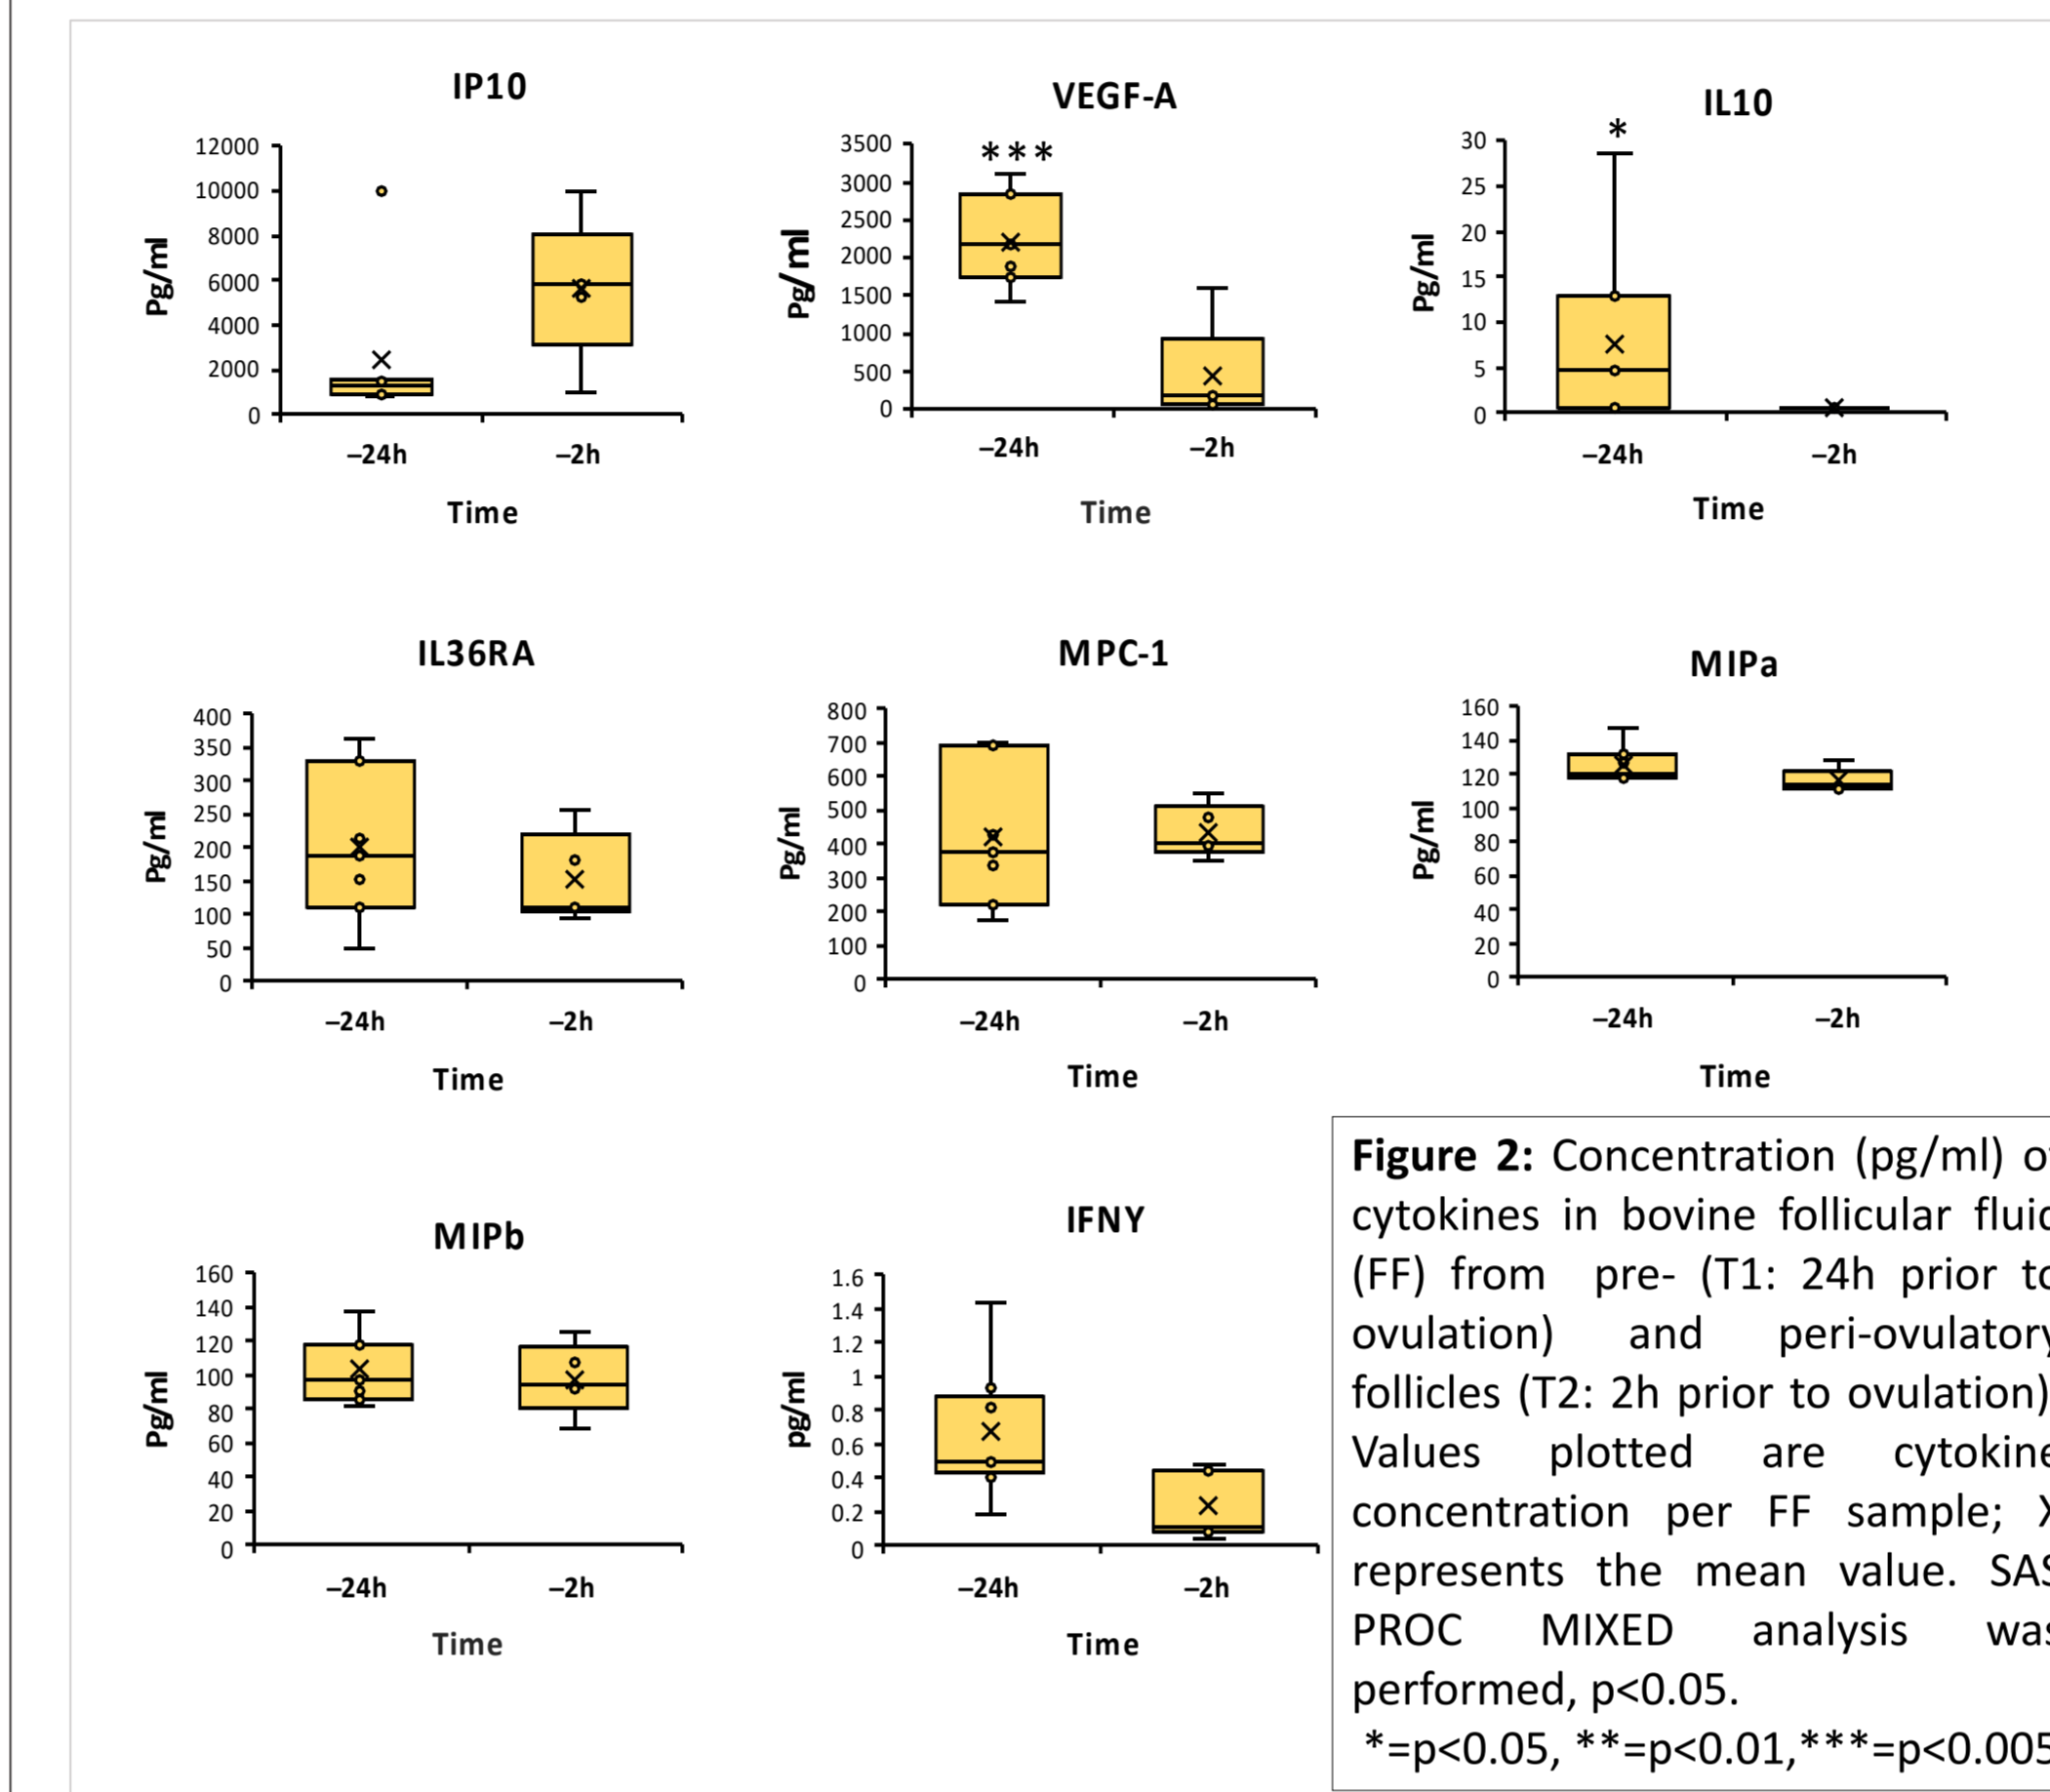 IP10
12000
10000
8000
6000
4000
2000
0
Pg/ml
–24h
–2h
Time
VEGF-A
***
3500
3000
2500
2000
1500
1000
500
0
Pg/ml
–24h
–2h
Time
IL10
*
30
25
20
15
10
5
0
Pg/ml
–24h
–2h
Time
IL36RA
400
350
300
250
200
150
100
50
0
Pg/ml
–24h
–2h
Time
MPC-1
800
700
600
500
400
300
200
100
0
Pg/ml
–24h
–2h
Time
MIPa
160
140
120
100
80
60
40
20
0
Pg/ml
–24h
–2h
Time
MIPb
160
140
120
100
80
60
40
20
0
Pg/ml
–24h
–2h
Time
IFNY
1.6
1.4
1.2
1
0.8
0.6
0.4
0.2
0
pg/ml
–24h
–2h
Time
Figure 2: Concentration (pg/ml) of
cytokines in bovine follicular fluid
(FF) from pre- (T1: 24h prior to
ovulation) and peri-ovulatory
follicles (T2: 2h prior to ovulation)
Values plotted are cytokine
concentration per FF sample; X
represents the mean value. SAS
PROC MIXED analysis was
performed, p<0.05.
*=p<0.05, **=p<0.01,***=p<0.005